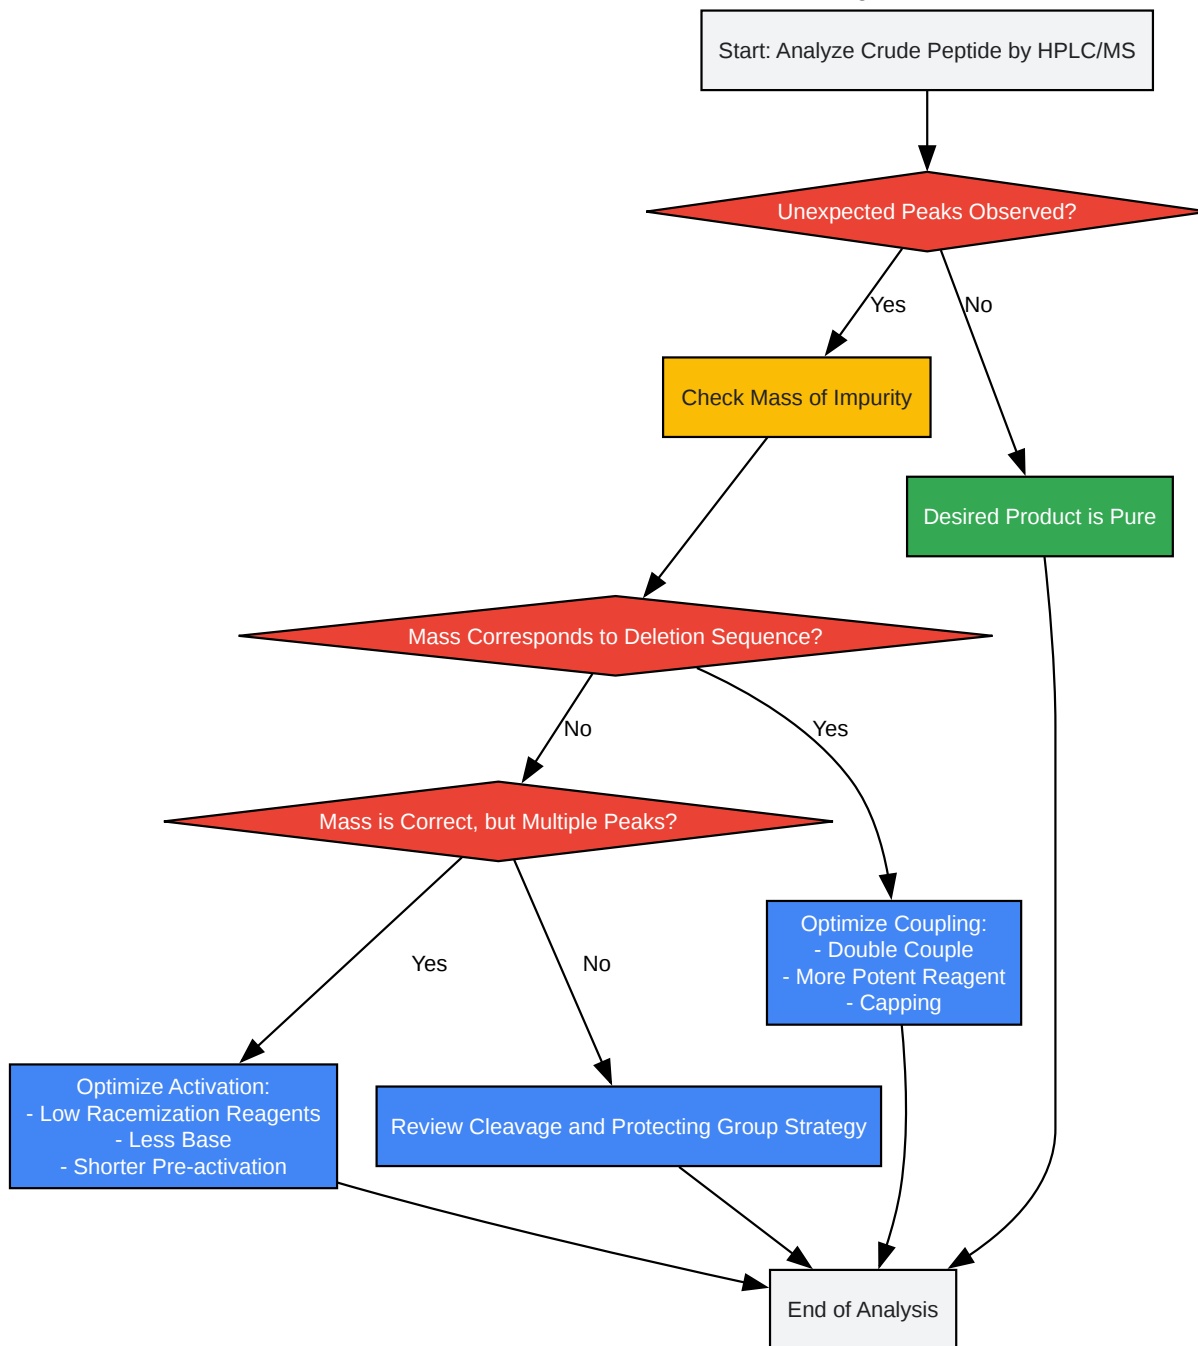 Start: Analyze Crude Peptide by HPLC/MS
Unexpected Peaks Observed?
Yes
No
Check Mass of Impurity
Desired Product is Pure
Mass Corresponds to Deletion Sequence?
No
Yes
Mass is Correct, but Multiple Peaks?
Optimize Coupling:
- Double Couple
- More Potent Reagent
- Capping
Yes
No
Optimize Activation:
- Low Racemization Reagents
- Less Base
- Shorter Pre-activation
Review Cleavage and Protecting Group Strategy
End of Analysis